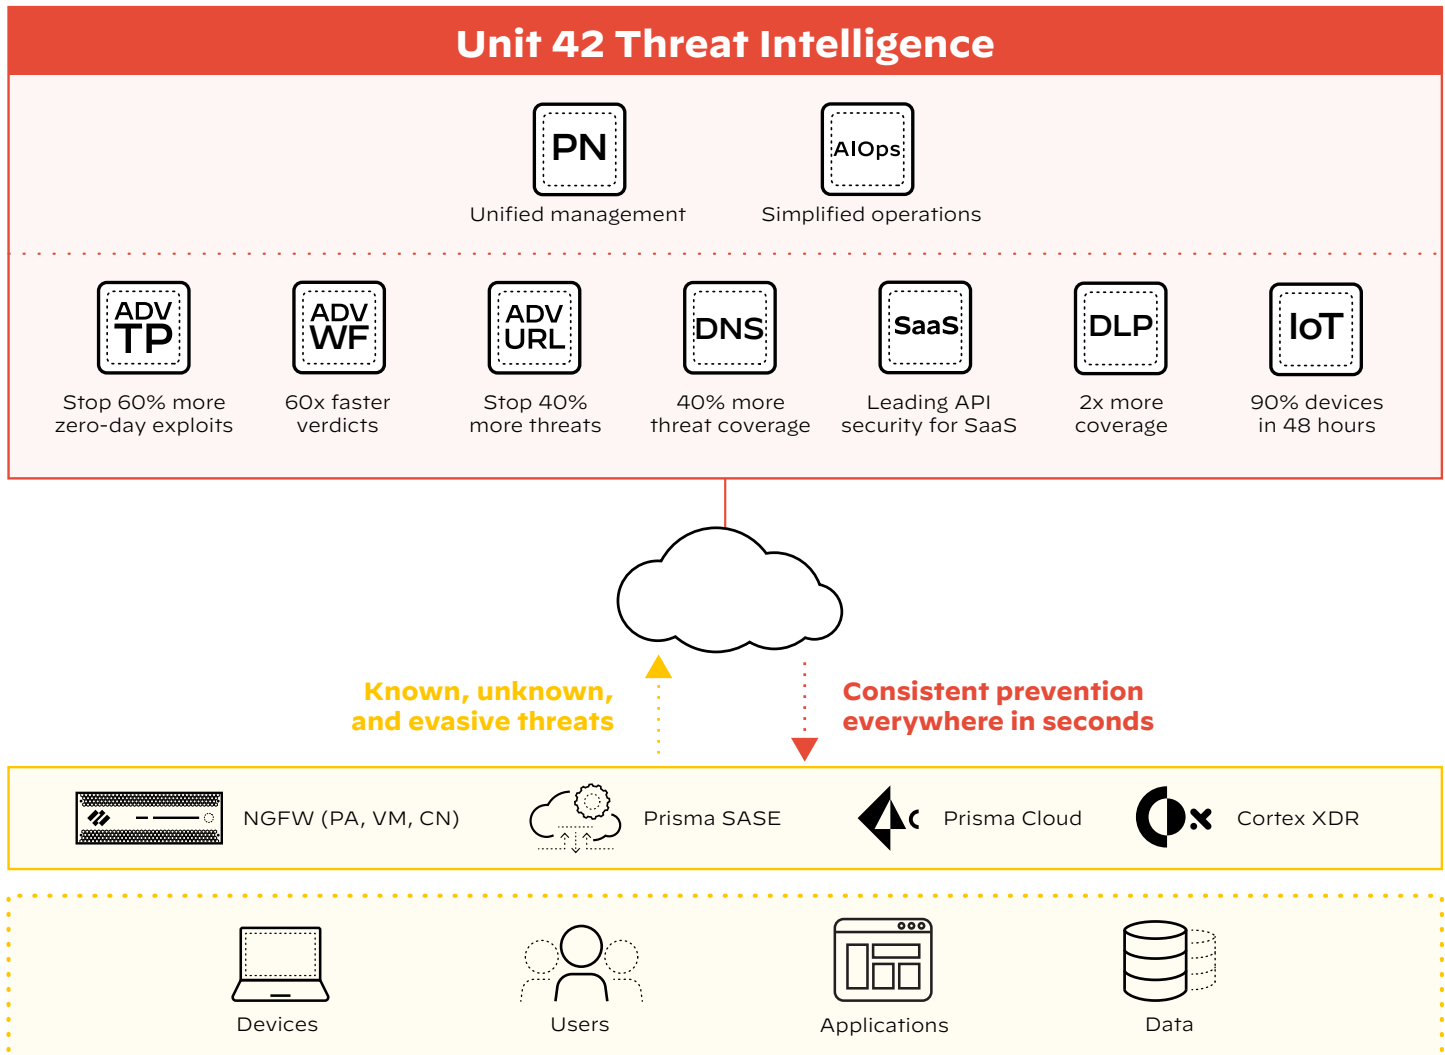 Unit 42 Threat Intelligence
PN
AIOps
Unified management
Simplified operations
ADV
TP
ADV
WF
ADV
URL
DNS
SaaS
DLP
IoT
Stop 60% more
zero-day exploits
60x faster
verdicts
Stop 40%
more threats
40% more
threat coverage
Leading API
security for SaaS
2x more
coverage
90% devices
in 48 hours
Known, unknown,
and evasive threats
Consistent prevention
everywhere in seconds
NGFW (PA, VM, CN)
Prisma SASE
Prisma Cloud
Cortex XDR
Devices
Users
Applications
Data